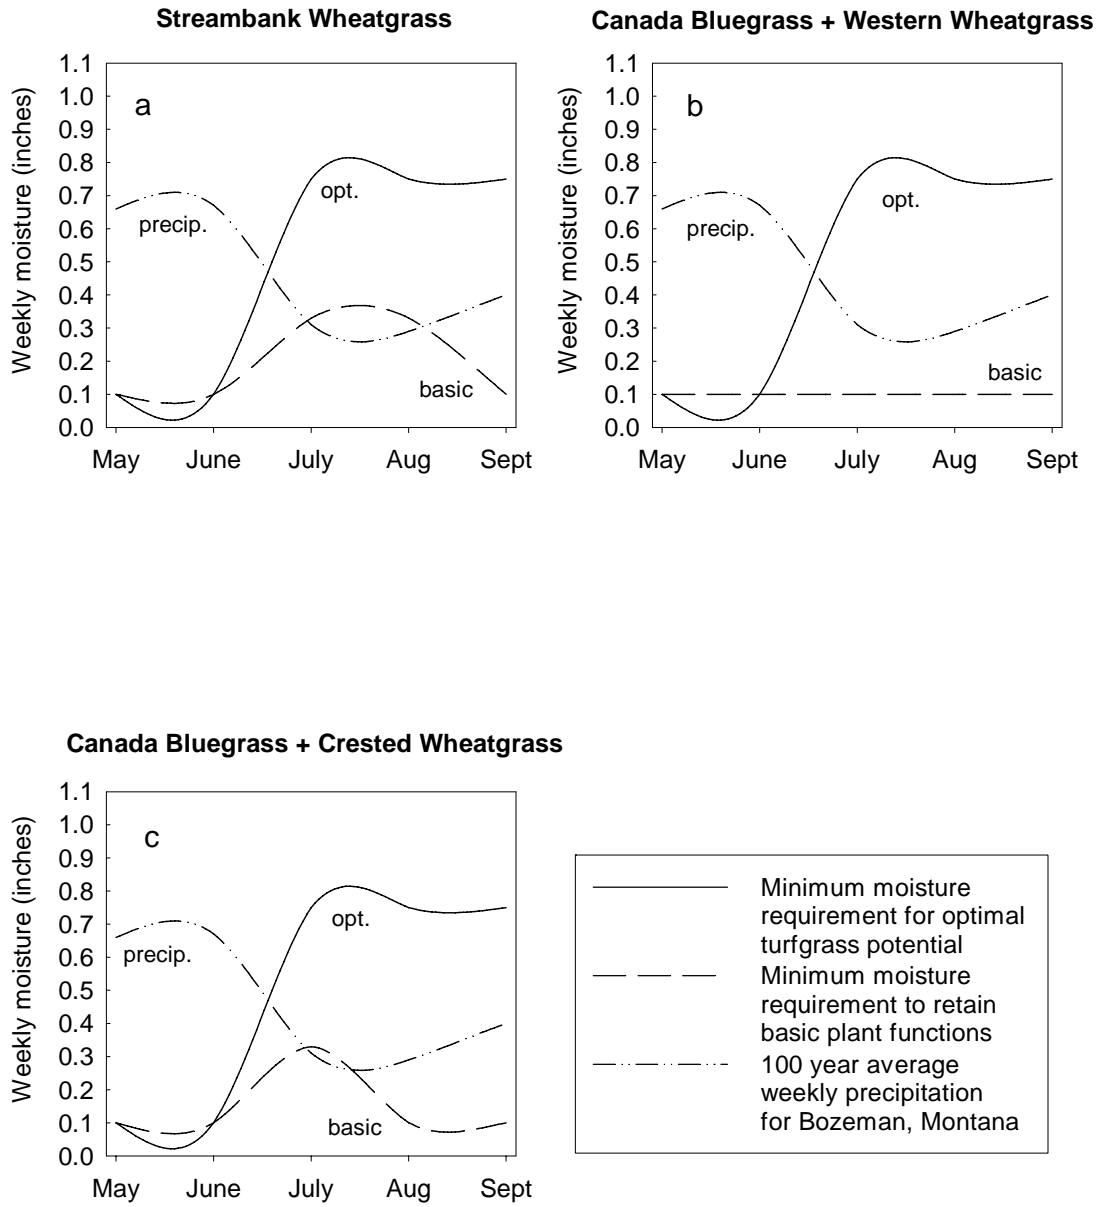 Streambank Wheatgrass
Weekly moisture (inches)
1.1
1.0
0.9
0.8
0.7
0.6
0.5
0.4
0.3
0.2
0.1
0.0
a
opt.
precip.
basic
May June July Aug Sept
Canada Bluegrass + Western Wheatgrass
Weekly moisture (inches)
1.1
1.0
0.9
0.8
0.7
0.6
0.5
0.4
0.3
0.2
0.1
0.0
b
opt.
precip.
basic
May June July Aug Sept
Canada Bluegrass + Crested Wheatgrass
Weekly moisture (inches)
1.1
1.0
0.9
0.8
0.7
0.6
0.5
0.4
0.3
0.2
0.1
0.0
c
opt.
precip.
basic
May June July Aug Sept
Minimum moisture
requirement for optimal
turfgrass potential
Minimum moisture
requirement to retain
basic plant functions
100 year average
weekly precipitation
for Bozeman, Montana